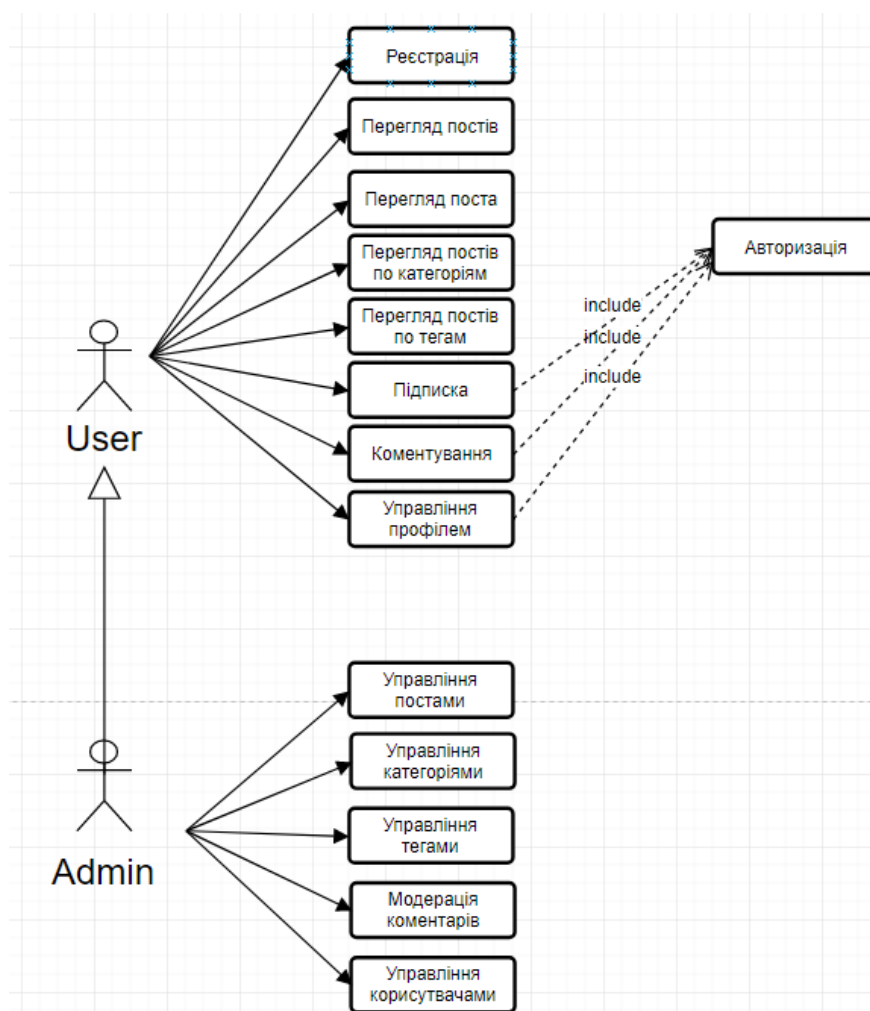 Реєстрація
Перегляд постів
Перегляд поста
Перегляд постів
по категоріям
Перегляд постів
по тегам
Підписка
Коментування
Управління
профілем
Авторизація
include
include
include
User
Управління
постами
Управління
категоріями
Управління
тегами
Модерація
коментарів
Управління
корисутвачами
Admin